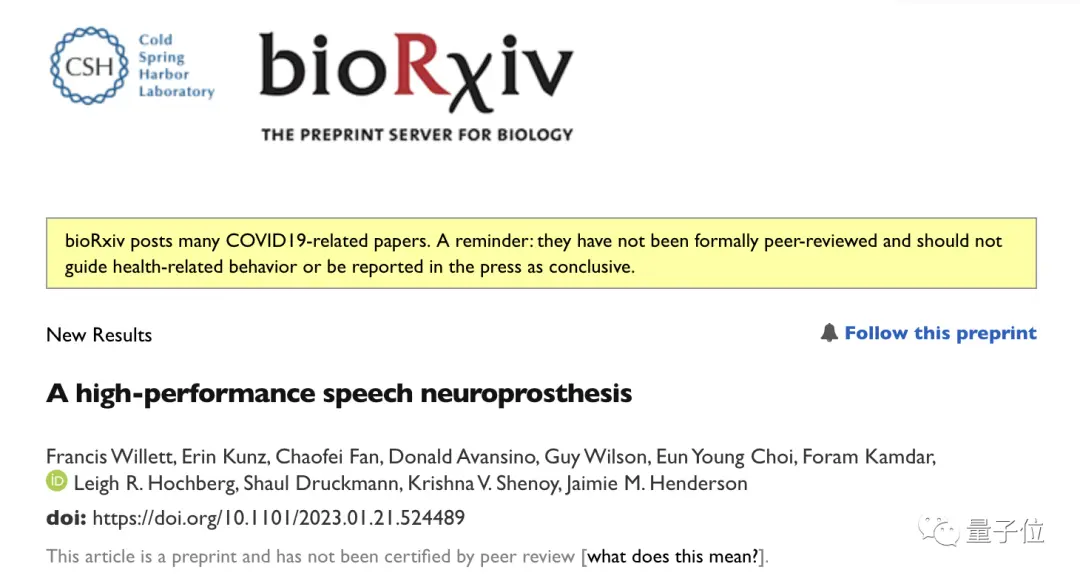 CSH
Cold
Spring
Harbor
Laboratory
bioRχiv
THE PREPRINT SERVER FOR BIOLOGY
bioRxiv posts many COVID19-related papers. A reminder: they have not been formally peer-reviewed and should not
guide health-related behavior or be reported in the press as conclusive.
New Results
Follow this preprint
A high-performance speech neuroprosthesis
Francis Willett, Erin Kunz, Chaofei Fan, Donald Avansino, Guy Wilson, Eun Young Choi, Foram Kamdar,
iD Leigh R. Hochberg, Shaul Druckmann, Krishna V. Shenoy, Jaimie M. Henderson
doi: https://doi.org/10.1101/2023.01.21.524489
This article is a preprint and has not been certified by peer review [what does this mean?].
量子位